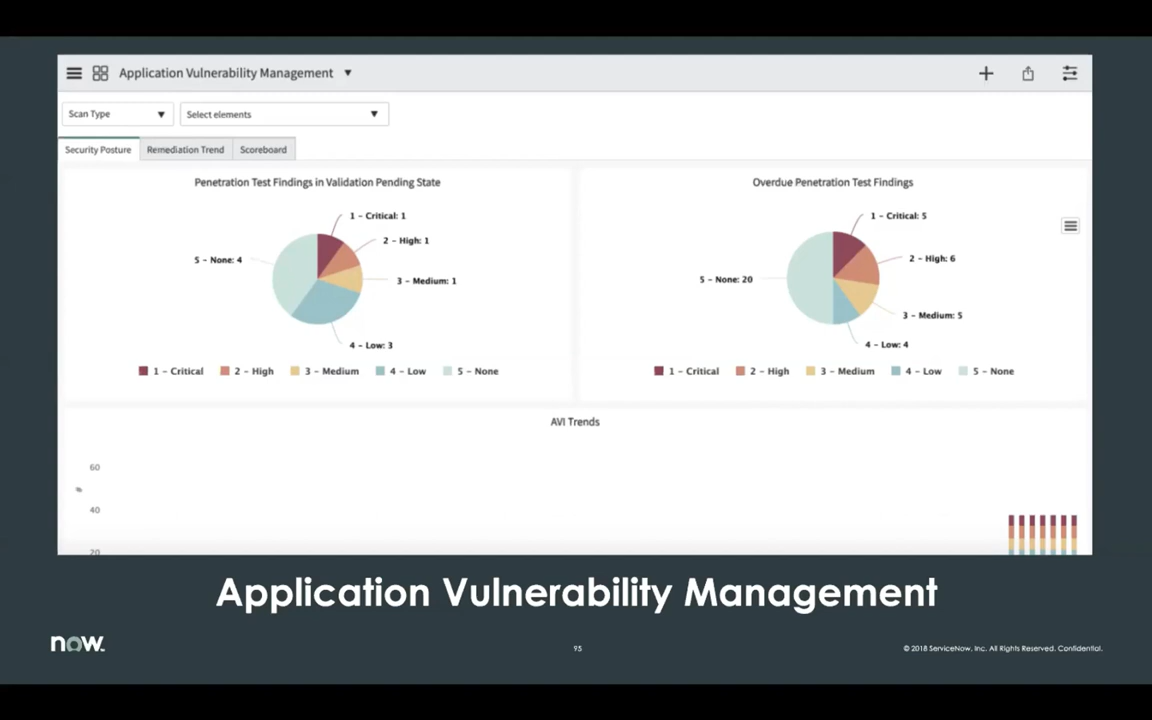 Application Vulnerability Management
Scan Type
Select elements
Security Posture
Remediation Trend
Scoreboard
Penetration Test Findings in Validation Pending State
1 - Critical: 1
2 - High: 1
5 - None: 4
3 - Medium: 1
4 - Low: 3
1 - Critical 2 - High 3 - Medium 4 - Low 5 - None
Overdue Penetration Test Findings
1 - Critical: 5
2 - High: 6
5 - None: 20
3 - Medium: 5
4 - Low: 4
1 - Critical 2 - High 3 - Medium 4 - Low 5 - None
AVI Trends
60
#
40
20
Application Vulnerability Management
now
95
© 2018 ServiceNow, Inc. All Rights Reserved. Confidential.